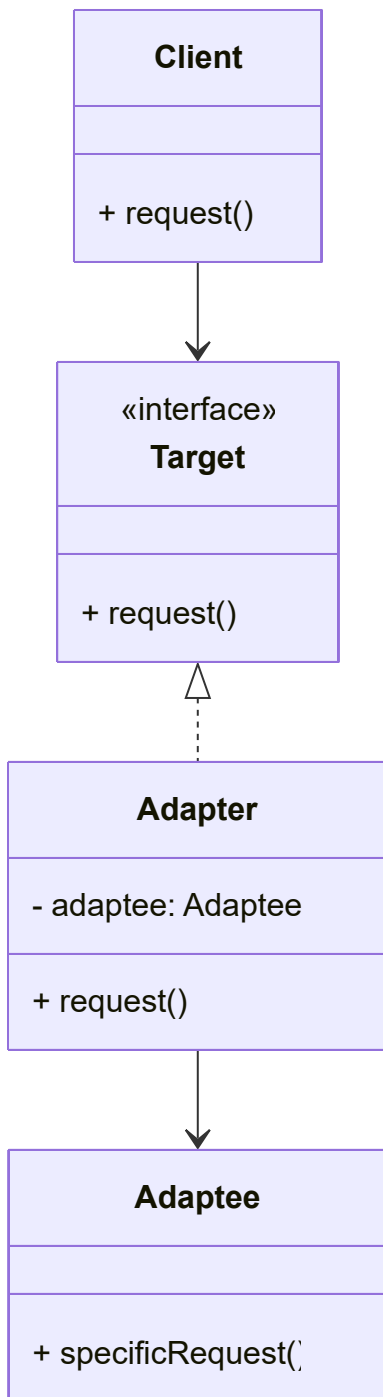 Client
+ request()
«interface»
Target
+ request()
Adapter
- adaptee: Adaptee
+ request()
Adaptee
+ specificRequest()